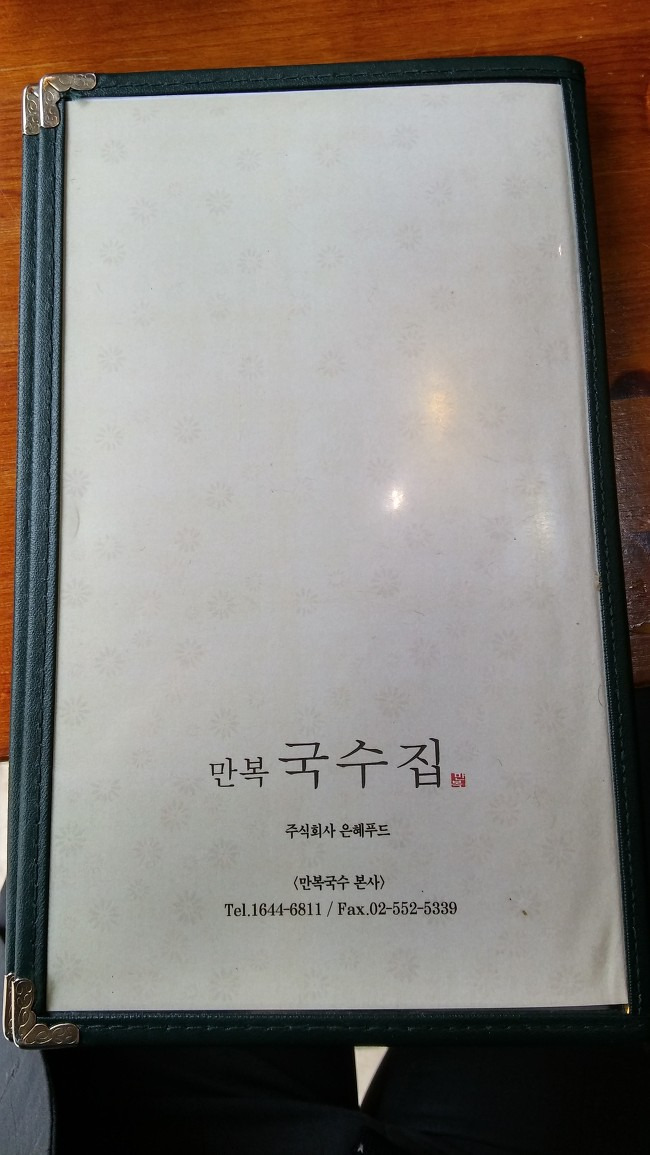 만복 국수집
주식회사 은혜푸드
〈만복국수 본사〉
Tel.1644-6811 / Fax.02-552-5339